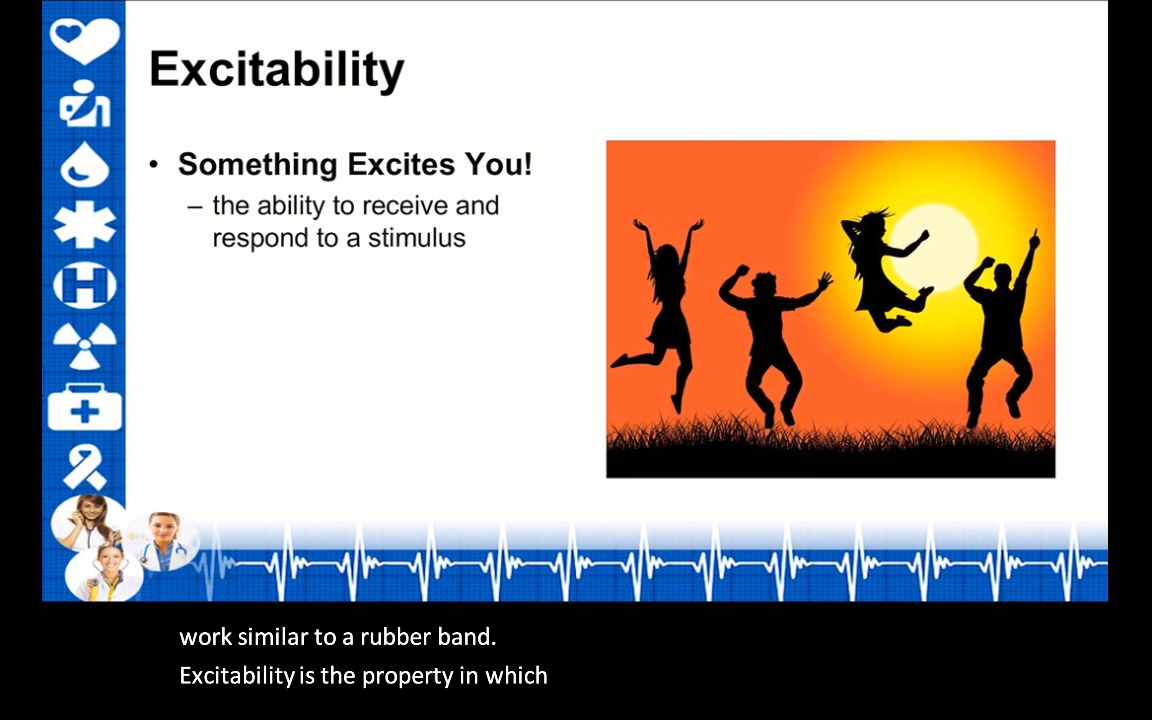 Excitability
• Something Excites You!
– the ability to receive and
respond to a stimulus
H
work similar to a rubber band.
Excitability is the property in which